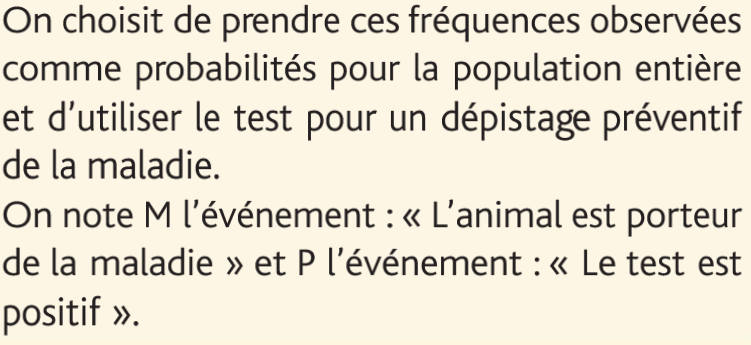 On choisit de prendre ces fréquences observées
comme probabilités pour la population entière
et d’utiliser le test pour un dépistage préventif
de la maladie.
On note M l’événement : « L’animal est porteur
de la maladie » et P l’événement : « Le test est
positif ».